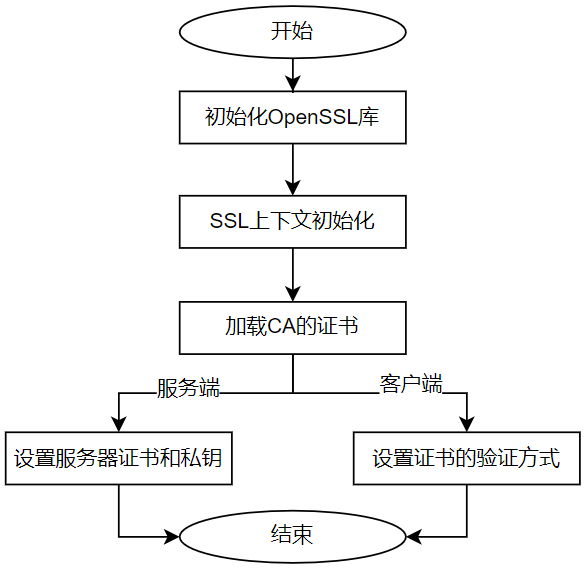 开始
初始化OpenSSL库
SSL上下文初始化
加载CA的证书
服务端
客户端
设置服务器证书和私钥
设置证书的验证方式
结束